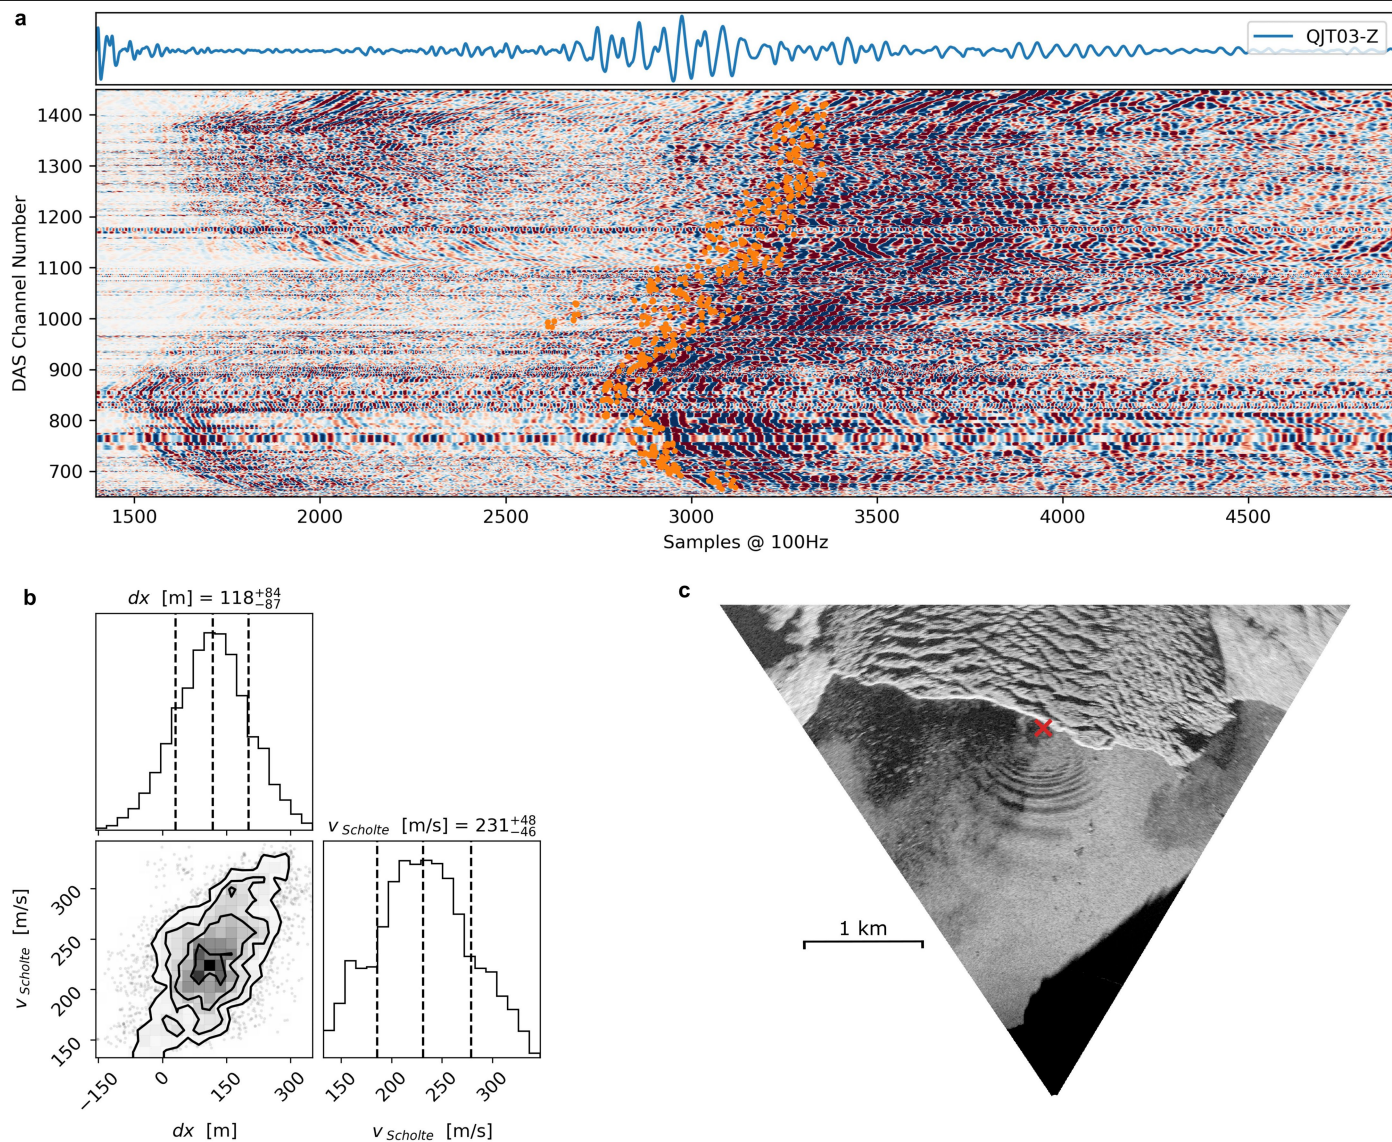 a
QJT03-Z
DAS Channel Number
1400
1300
1200
1100
1000
900
800
700
1500 2000 2500 3000 3500 4000 4500
Samples @ 100Hz
b
dx [m] = 118+84−87
v Scholte [m/s] = 231+48−46
v Scholte [m/s]
300
250
200
150
−150 0 150 300
dx [m]
150 200 250 300
v Scholte [m/s]
c
1 km